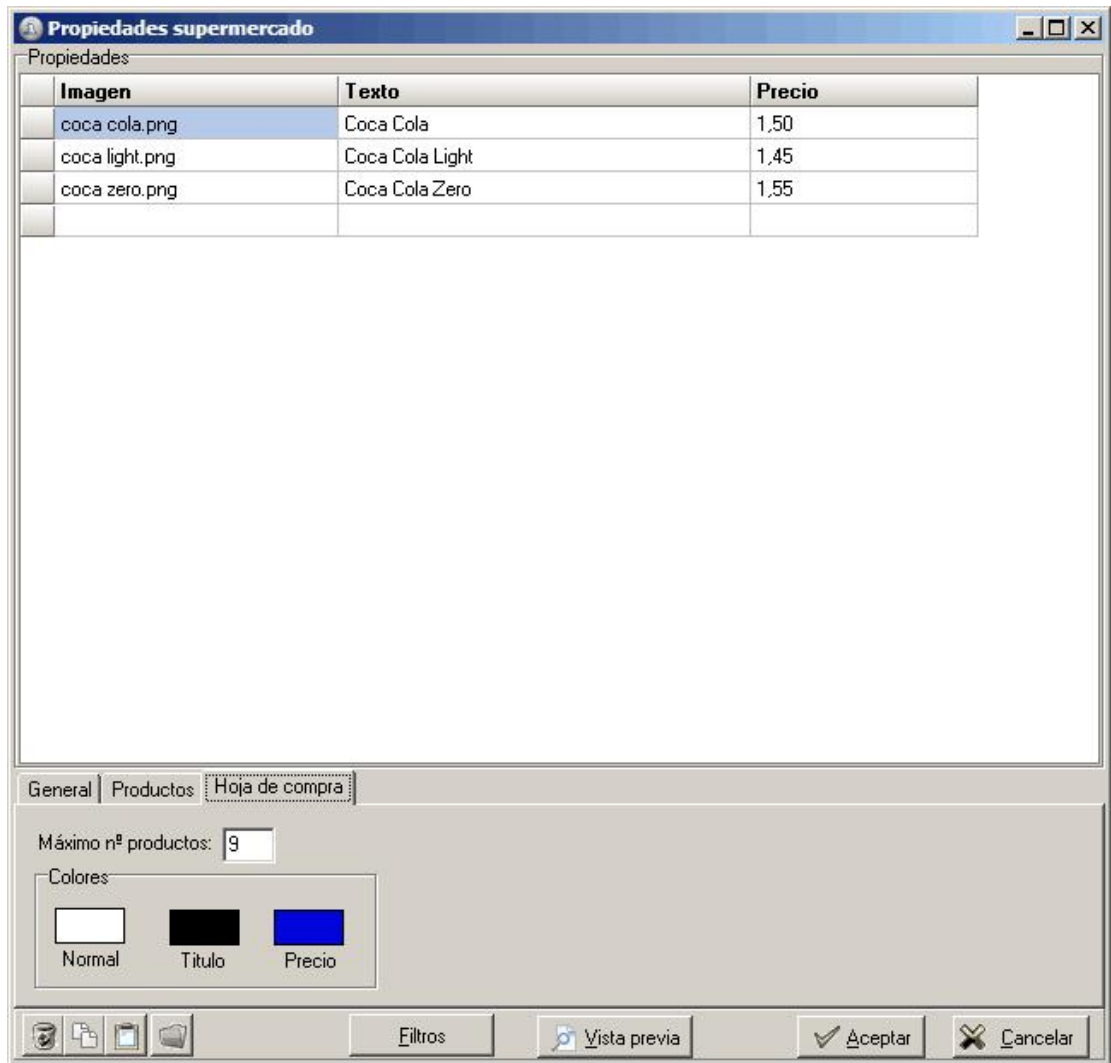 Propiedades supermercado
Propiedades
Imagen Texto Precio
coca cola.png Coca Cola 1,50
coca light.png Coca Cola Light 1,45
coca zero.png Coca Cola Zero 1,55
General Productos Hoja de compra
Máximo nº productos: 9
Colores
Normal Titulo Precio
Filtros Vista previa Aceptar Cancelar